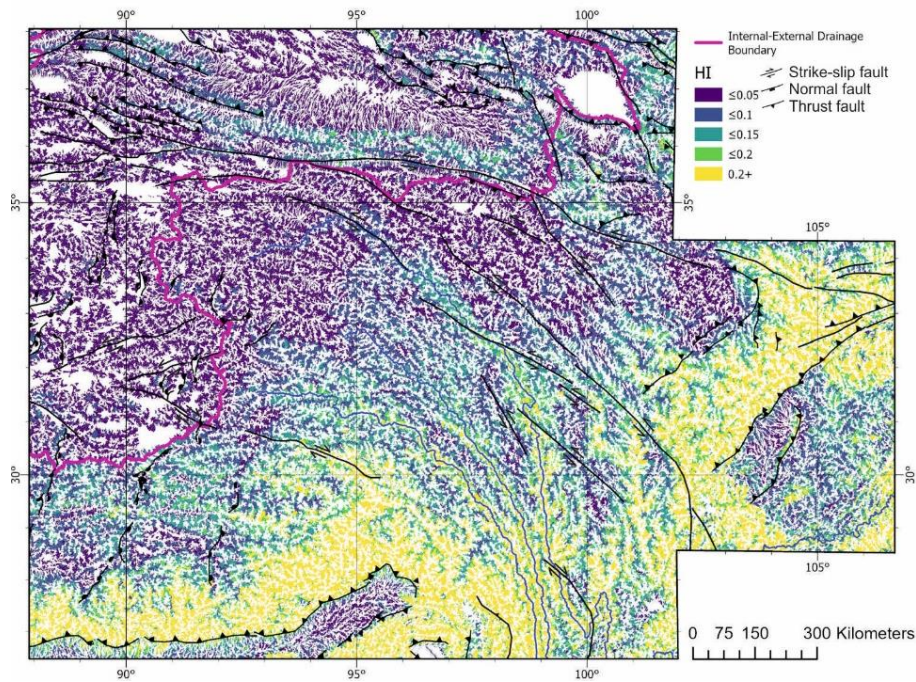 90° 95° 100°
Internal-External Drainage
Boundary
HI
≤0.05
≤0.1
≤0.15
≤0.2
0.2+
Strike-slip fault
Normal fault
Thrust fault
35° 35°
105°
30° 30°
105°
0 75 150 300 Kilometers
90° 95° 100°